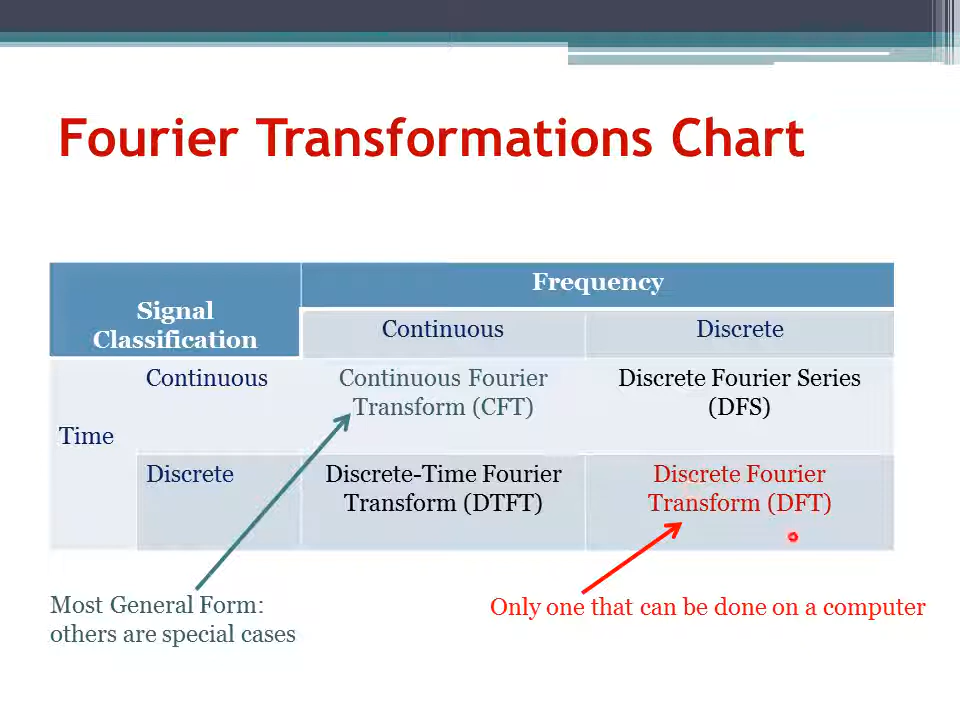 Fourier Transformations Chart
Signal
Classification
Frequency
Continuous
Discrete
Time
Continuous
Continuous Fourier
Transform (CFT)
Discrete Fourier Series
(DFS)
Discrete
Discrete-Time Fourier
Transform (DTFT)
Discrete Fourier
Transform (DFT)
Most General Form:
others are special cases
Only one that can be done on a computer